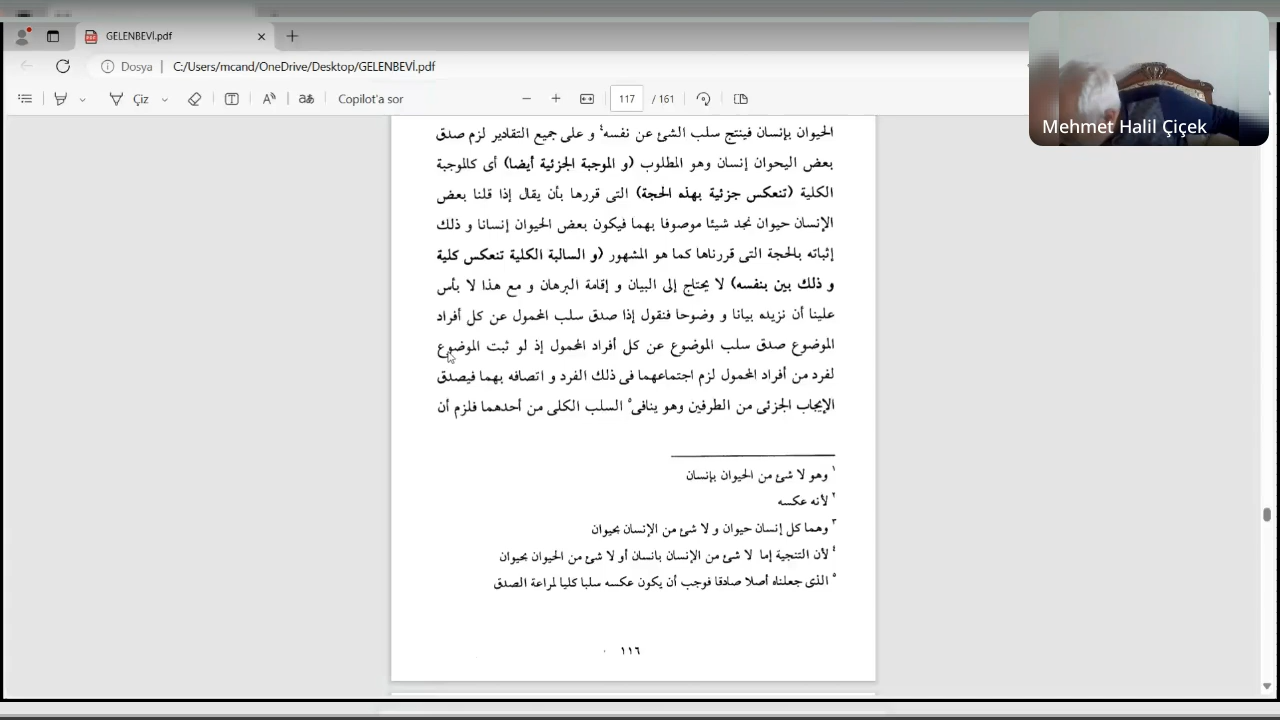 GELENBEVİ.pdf
Dosya
C:/Users/mcand/OneDrive/Desktop/GELENBEVİ.pdf
Çiz
Copilot'a sor
117 / 161
Mehmet Halil Çiçek
الحيوان بإنسان فينتج سلب الشئ عن نفسه⁴ و على جميع التقادير لزم صدق
بعض اليحوان إنسان وهو المطلوب (و الموجبة الجزئية أيضا) أى كالموجبة
الكلية (تنعكس جزئية بهذه الحجة) التى قررها بأن يقال إذا قلنا بعض
الإنسان حيوان نجد شيئا موصوفا بهما فيكون بعض الحيوان إنسانا و ذلك
إثباته بالحجة التى قررناها كما هو المشهور (و السالبة الكلية تنعكس كلية
و ذلك بين بنفسه) لا يحتاج إلى البيان و إقامة البرهان و مع هذا لا بأس
علينا أن نزيده بيانا و وضوحا فنقول إذا صدق سلب المحمول عن كل أفراد
الموضوع صدق سلب الموضوع عن كل أفراد المحمول إذ لو ثبت الموضوع
لفرد من أفراد المحمول لزم اجتماعهما فى ذلك الفرد و اتصافه بهما فيصدق
الإيجاب الجزئى من الطرفين وهو ينافى⁵ السلب الكلى من أحدهما فلزم أن
١ وهو لا شئ من الحيوان بإنسان
٢ لأنه عكسه
٣ وهما كل إنسان حيوان و لا شئ من الإنسان بحيوان
٤ لأن التنجية إما لا شئ من الإنسان بانسان أو لا شئ من الحيوان بحيوان
٥ الذى جعلناه أصلا صادقا فوجب أن يكون عكسه سلبا كليا لمراعة الصدق
١١٦